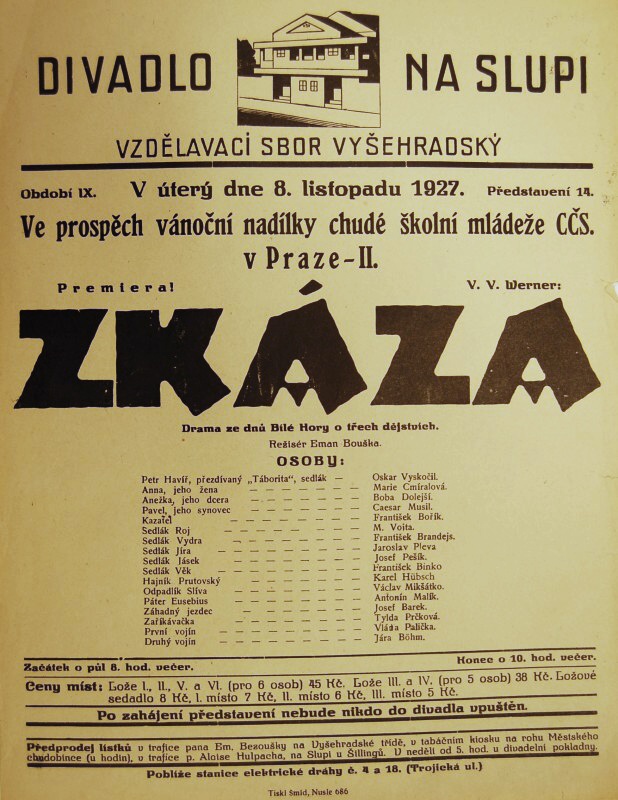 DIVADLO NA SLUPI
VZDĚLAVACÍ SBOR VYŠEHRADSKÝ
Období IX. V úterý dne 8. listopadu 1927. Představení 14.
Ve prospěch vánoční nadílky chudé školní mládeže CČS.
v Praze-II.
Premiera! V. V. Werner:
ZKÁZA
Drama ze dnů Bílé Hory o třech dějstvích.
Režisér Eman Bouška.
OSOBY:
Petr Havíř, přezdívaný „Táborita“, sedlák — Oskar Vyskočil.
Anna, jeho žena — — — — — — Marie Cmíralová.
Anežka, jeho dcera — — — — — — Boba Dolejší.
Pavel, jeho synovec — — — — — — Caesar Musil.
Kazatel — — — — — — František Bořík.
Sedlák Roj — — — — — — M. Voita.
Sedlák Vydra — — — — — — František Brandejs.
Sedlák Jíra — — — — — — Jaroslav Pleva
Sedlák Jásek — — — — — — Josef Pešík.
Sedlák Věk — — — — — — František Binko
Hajník Prutovský — — — — — — Karel Hübsch
Odpadlík Slíva — — — — — — Václav Mikšátko.
Páter Eusebius — — — — — — Antonín Malík.
Záhadný jezdec — — — — — — Josef Barek.
Zaříkávačka — — — — — — Tylda Prčková.
První vojín — — — — — — Vláďa Palička.
Druhý vojín — — — — — — Jára Böhm.
Začátek o půl 8. hod. večer. Konec o 10. hod. večer.
Ceny míst: Lože I., II., V. a VI. (pro 6 osob) 45 Kč. Lože III. a IV. (pro 5 osob) 38 Kč. Ložové
sedadlo 8 Kč, I. místo 7 Kč, II. místo 6 Kč, III. místo 5 Kč.
Po zahájení představení nebude nikdo do divadla vpuštěn.
Předprodej lístků v trafice pana Em. Bezoušky na Vyšehradské třídě, v tabáčním kiosku na rohu Městského
chudobince (u hodin), v trafice p. Aloise Hulpacha, na Slupi u Šillingů. V neděli od 5. hod. u divadelní pokladny.
Poblíže stanice elektrické dráhy č. 4 a 18. (Trojická ul.)
Tiskl Šmíd, Nusle 686